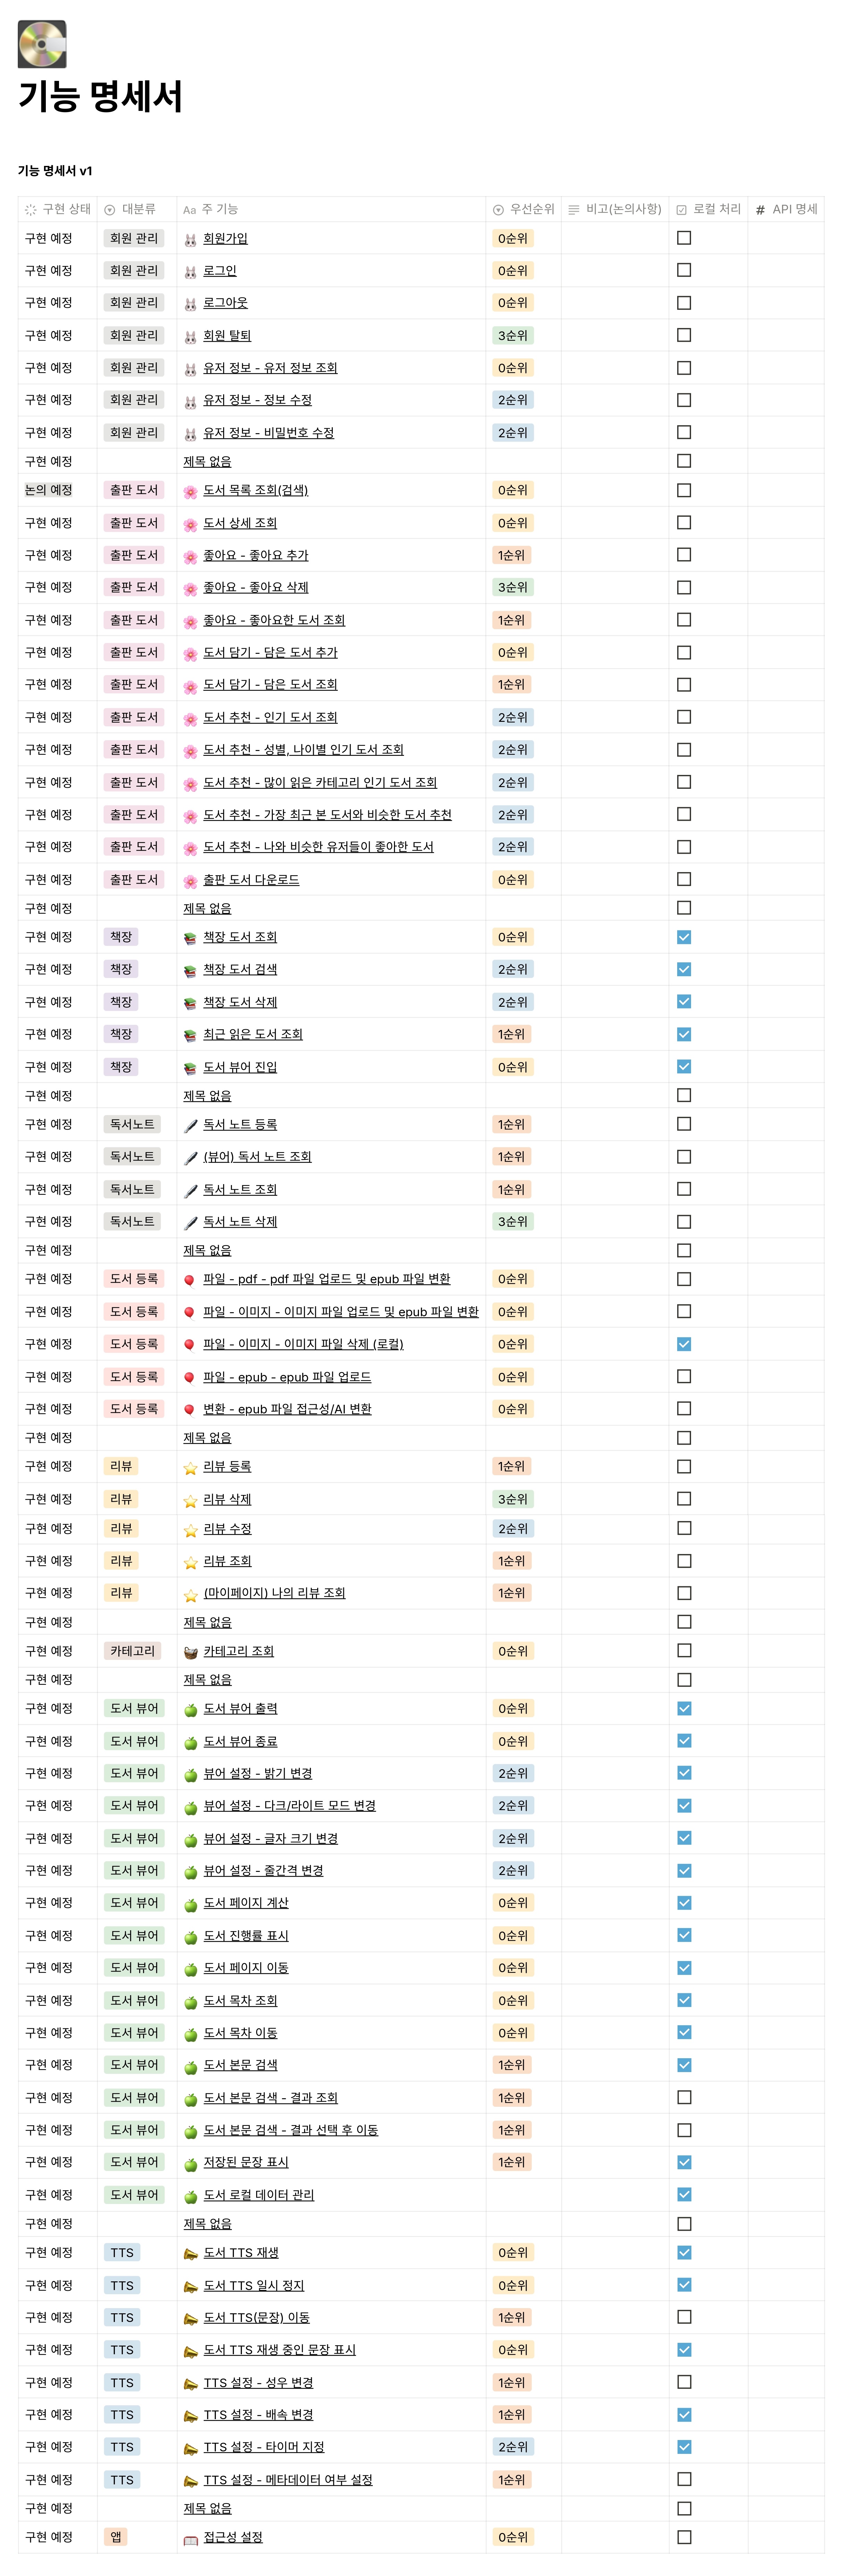 기능 명세서
기능 명세서 v1
구현 상태 대분류 Aa 주 기능 우선순위 비고(논의사항) 로컬 처리 # API 명세
구현 예정 회원 관리 회원가입 0순위
구현 예정 회원 관리 로그인 0순위
구현 예정 회원 관리 로그아웃 0순위
구현 예정 회원 관리 회원 탈퇴 3순위
구현 예정 회원 관리 유저 정보 - 유저 정보 조회 0순위
구현 예정 회원 관리 유저 정보 - 정보 수정 2순위
구현 예정 회원 관리 유저 정보 - 비밀번호 수정 2순위
구현 예정 제목 없음
논의 예정 출판 도서 도서 목록 조회(검색) 0순위
구현 예정 출판 도서 도서 상세 조회 0순위
구현 예정 출판 도서 좋아요 - 좋아요 추가 1순위
구현 예정 출판 도서 좋아요 - 좋아요 삭제 3순위
구현 예정 출판 도서 좋아요 - 좋아요한 도서 조회 1순위
구현 예정 출판 도서 도서 담기 - 담은 도서 추가 0순위
구현 예정 출판 도서 도서 담기 - 담은 도서 조회 1순위
구현 예정 출판 도서 도서 추천 - 인기 도서 조회 2순위
구현 예정 출판 도서 도서 추천 - 성별, 나이별 인기 도서 조회 2순위
구현 예정 출판 도서 도서 추천 - 많이 읽은 카테고리 인기 도서 조회 2순위
구현 예정 출판 도서 도서 추천 - 가장 최근 본 도서와 비슷한 도서 추천 2순위
구현 예정 출판 도서 도서 추천 - 나와 비슷한 유저들이 좋아한 도서 2순위
구현 예정 출판 도서 출판 도서 다운로드 0순위
구현 예정 제목 없음
구현 예정 책장 책장 도서 조회 0순위
구현 예정 책장 책장 도서 검색 2순위
구현 예정 책장 책장 도서 삭제 2순위
구현 예정 책장 최근 읽은 도서 조회 1순위
구현 예정 책장 도서 뷰어 진입 0순위
구현 예정 제목 없음
구현 예정 독서노트 독서 노트 등록 1순위
구현 예정 독서노트 (뷰어) 독서 노트 조회 1순위
구현 예정 독서노트 독서 노트 조회 1순위
구현 예정 독서노트 독서 노트 삭제 3순위
구현 예정 제목 없음
구현 예정 도서 등록 파일 - pdf - pdf 파일 업로드 및 epub 파일 변환 0순위
구현 예정 도서 등록 파일 - 이미지 - 이미지 파일 업로드 및 epub 파일 변환 0순위
구현 예정 도서 등록 파일 - 이미지 - 이미지 파일 삭제 (로컬) 0순위
구현 예정 도서 등록 파일 - epub - epub 파일 업로드 0순위
구현 예정 도서 등록 변환 - epub 파일 접근성/AI 변환 0순위
구현 예정 제목 없음
구현 예정 리뷰 리뷰 등록 1순위
구현 예정 리뷰 리뷰 삭제 3순위
구현 예정 리뷰 리뷰 수정 2순위
구현 예정 리뷰 리뷰 조회 1순위
구현 예정 리뷰 (마이페이지) 나의 리뷰 조회 1순위
구현 예정 제목 없음
구현 예정 카테고리 카테고리 조회 0순위
구현 예정 제목 없음
구현 예정 도서 뷰어 도서 뷰어 출력 0순위
구현 예정 도서 뷰어 도서 뷰어 종료 0순위
구현 예정 도서 뷰어 뷰어 설정 - 밝기 변경 2순위
구현 예정 도서 뷰어 뷰어 설정 - 다크/라이트 모드 변경 2순위
구현 예정 도서 뷰어 뷰어 설정 - 글자 크기 변경 2순위
구현 예정 도서 뷰어 뷰어 설정 - 줄간격 변경 2순위
구현 예정 도서 뷰어 도서 페이지 계산 0순위
구현 예정 도서 뷰어 도서 진행률 표시 0순위
구현 예정 도서 뷰어 도서 페이지 이동 0순위
구현 예정 도서 뷰어 도서 목차 조회 0순위
구현 예정 도서 뷰어 도서 목차 이동 0순위
구현 예정 도서 뷰어 도서 본문 검색 1순위
구현 예정 도서 뷰어 도서 본문 검색 - 결과 조회 1순위
구현 예정 도서 뷰어 도서 본문 검색 - 결과 선택 후 이동 1순위
구현 예정 도서 뷰어 저장된 문장 표시 1순위
구현 예정 도서 뷰어 도서 로컬 데이터 관리
구현 예정 제목 없음
구현 예정 TTS 도서 TTS 재생 0순위
구현 예정 TTS 도서 TTS 일시 정지 0순위
구현 예정 TTS 도서 TTS(문장) 이동 1순위
구현 예정 TTS 도서 TTS 재생 중인 문장 표시 0순위
구현 예정 TTS TTS 설정 - 성우 변경 1순위
구현 예정 TTS TTS 설정 - 배속 변경 1순위
구현 예정 TTS TTS 설정 - 타이머 지정 2순위
구현 예정 TTS TTS 설정 - 메타데이터 여부 설정 1순위
구현 예정 제목 없음
구현 예정 앱 접근성 설정 0순위